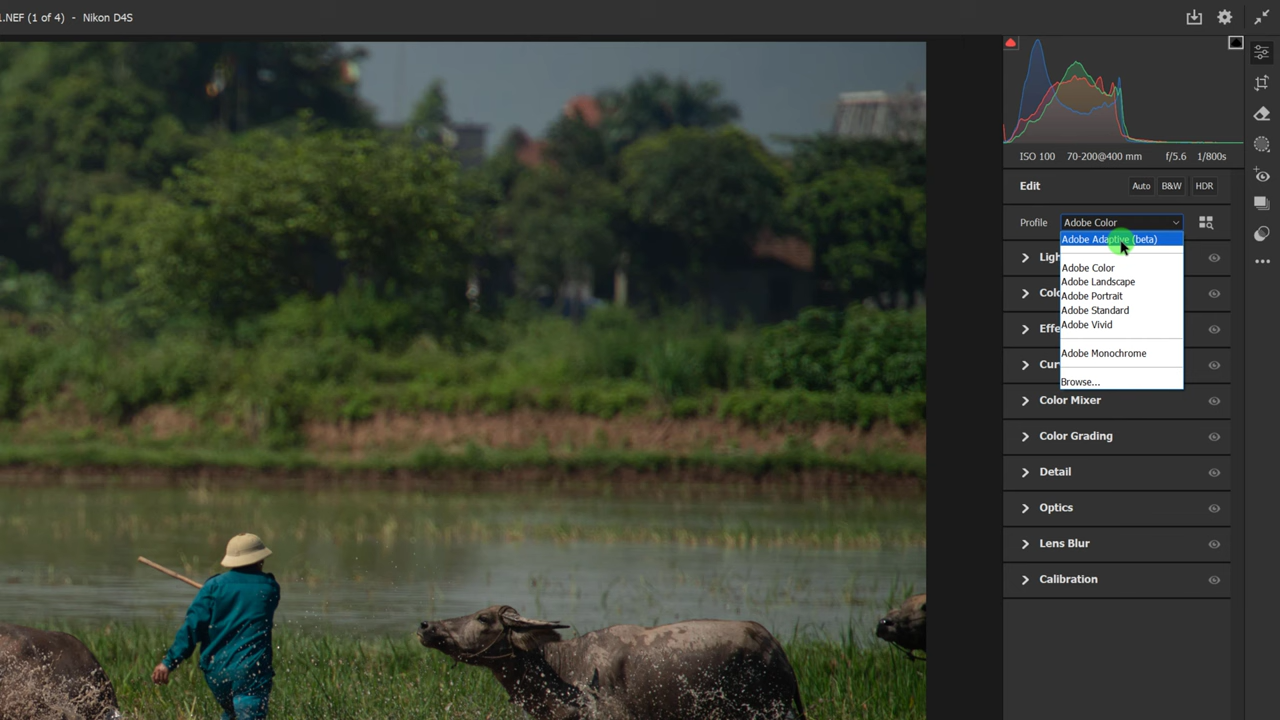 1.NEF (1 of 4) - Nikon D4S
ISO 100 70-200@400 mm f/5.6 1/800s
Edit Auto B&W HDR
Profile Adobe Color
Adobe Adaptive (beta)
Adobe Color
Adobe Landscape
Adobe Portrait
Adobe Standard
Adobe Vivid
Adobe Monochrome
Browse...
Color Mixer
Color Grading
Detail
Optics
Lens Blur
Calibration